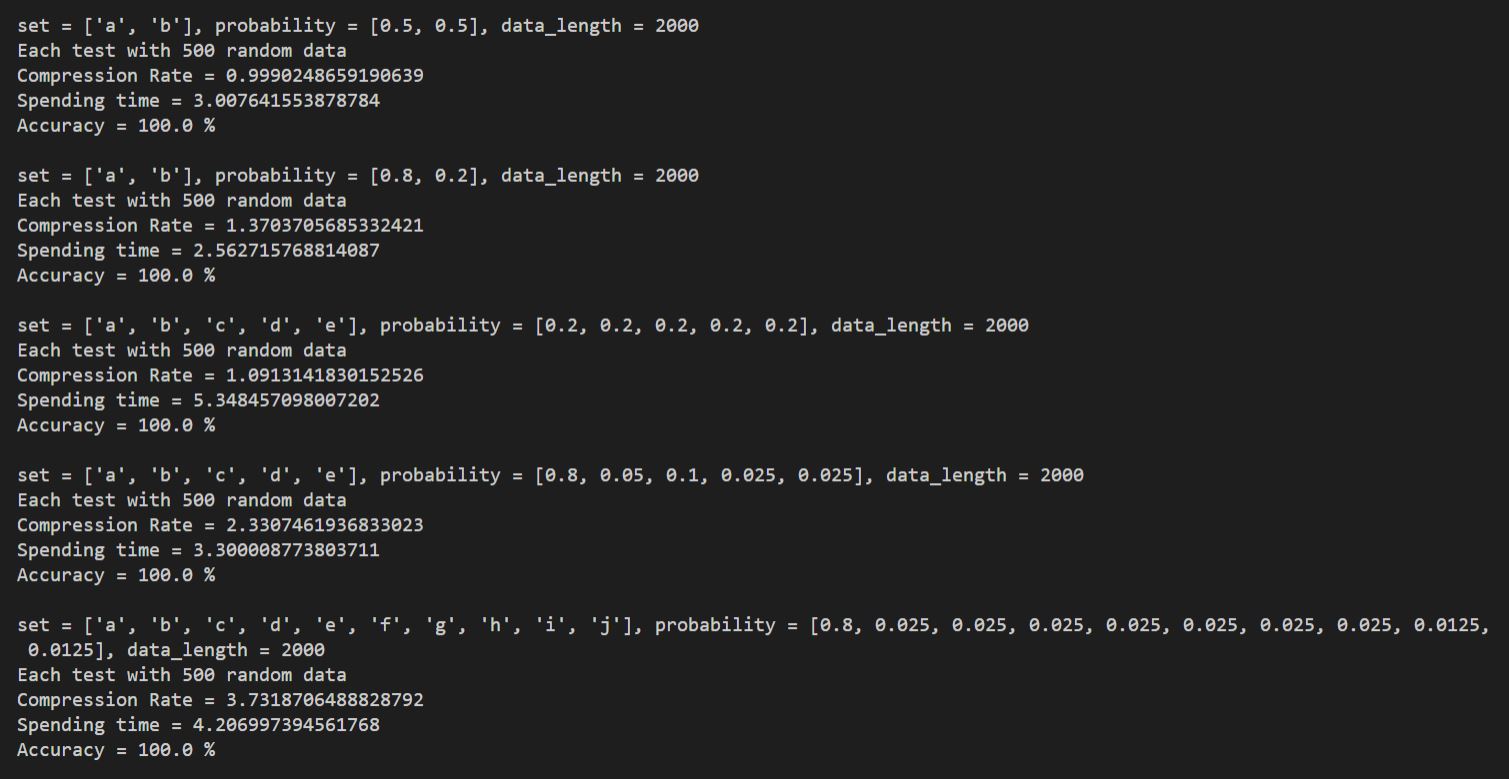 set = ['a', 'b'], probability = [0.5, 0.5], data_length = 2000
Each test with 500 random data
Compression Rate = 0.9990248659190639
Spending time = 3.007641553878784
Accuracy = 100.0 %
set = ['a', 'b'], probability = [0.8, 0.2], data_length = 2000
Each test with 500 random data
Compression Rate = 1.3703705685332421
Spending time = 2.562715768814087
Accuracy = 100.0 %
set = ['a', 'b', 'c', 'd', 'e'], probability = [0.2, 0.2, 0.2, 0.2, 0.2], data_length = 2000
Each test with 500 random data
Compression Rate = 1.0913141830152526
Spending time = 5.348457098007202
Accuracy = 100.0 %
set = ['a', 'b', 'c', 'd', 'e'], probability = [0.8, 0.05, 0.1, 0.025, 0.025], data_length = 2000
Each test with 500 random data
Compression Rate = 2.3307461936833023
Spending time = 3.300008773803711
Accuracy = 100.0 %
set = ['a', 'b', 'c', 'd', 'e', 'f', 'g', 'h', 'i', 'j'], probability = [0.8, 0.025, 0.025, 0.025, 0.025, 0.025, 0.025, 0.025, 0.0125,
0.0125], data_length = 2000
Each test with 500 random data
Compression Rate = 3.7318706488828792
Spending time = 4.206997394561768
Accuracy = 100.0 %